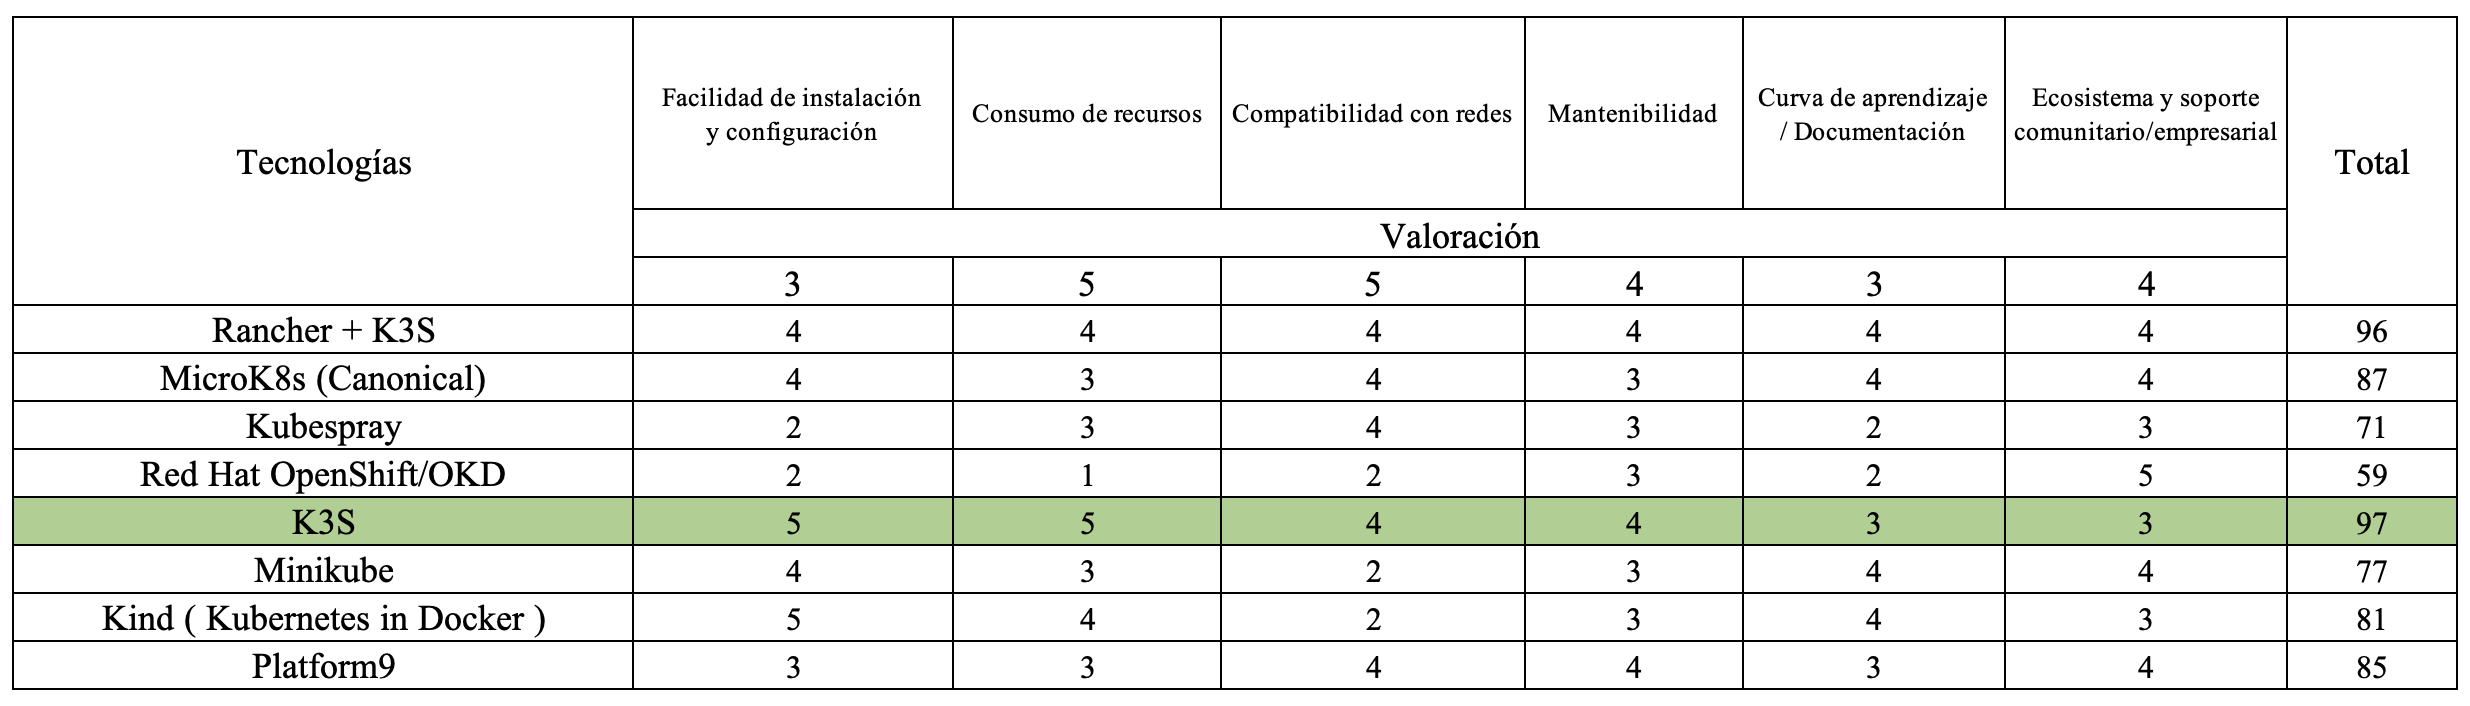 Tecnologías
Facilidad de instalación
y configuración
Consumo de recursos
Compatibilidad con redes
Mantenibilidad
Curva de aprendizaje
/ Documentación
Ecosistema y soporte
comunitario/empresarial
Total
Valoración
3 5 5 4 3 4
Rancher + K3S 4 4 4 4 4 4 96
MicroK8s (Canonical) 4 3 4 3 4 4 87
Kubespray 2 3 4 3 2 3 71
Red Hat OpenShift/OKD 2 1 2 3 2 5 59
K3S 5 5 4 4 3 3 97
Minikube 4 3 2 3 4 4 77
Kind ( Kubernetes in Docker ) 5 4 2 3 4 3 81
Platform9 3 3 4 4 3 4 85